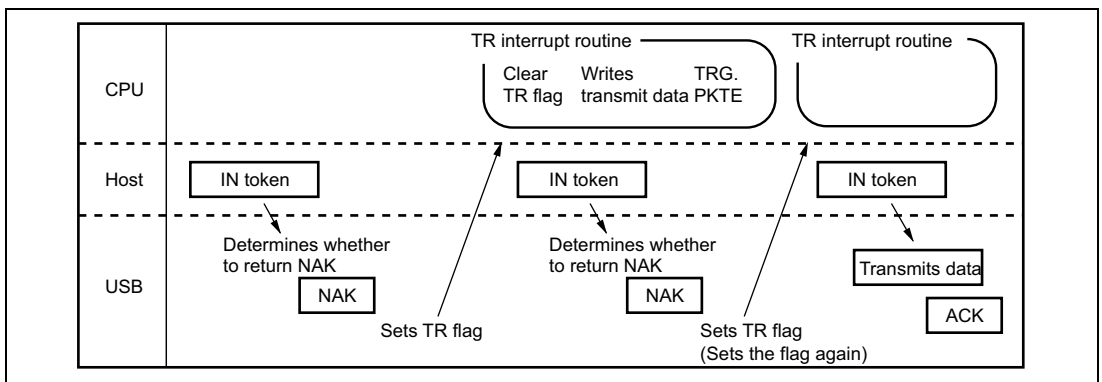 TR interrupt routine
TR interrupt routine
CPU
Clear Writes TRG.
TR flag transmit data PKTE
Host
IN token
IN token
IN token
USB
Determines whether
to return NAK
NAK
Sets TR flag
Determines whether
to return NAK
NAK
Sets TR flag
(Sets the flag again)
Transmits data
ACK